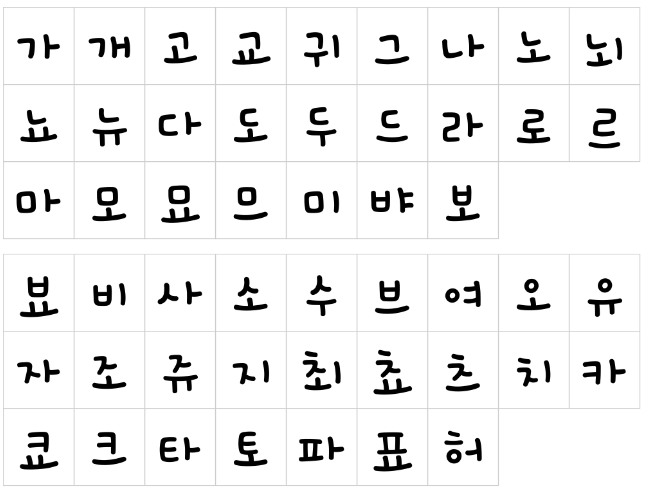 가 개 고 교 귀 그 나 노 뇌
뇨 뉴 다 도 두 드 라 로 르
마 모 묘 므 미 뱌 보
뵤 비 사 소 수 브 여 오 유
자 조 쥬 지 최 쵸 츠 치 카
쿄 크 타 토 파 표 허